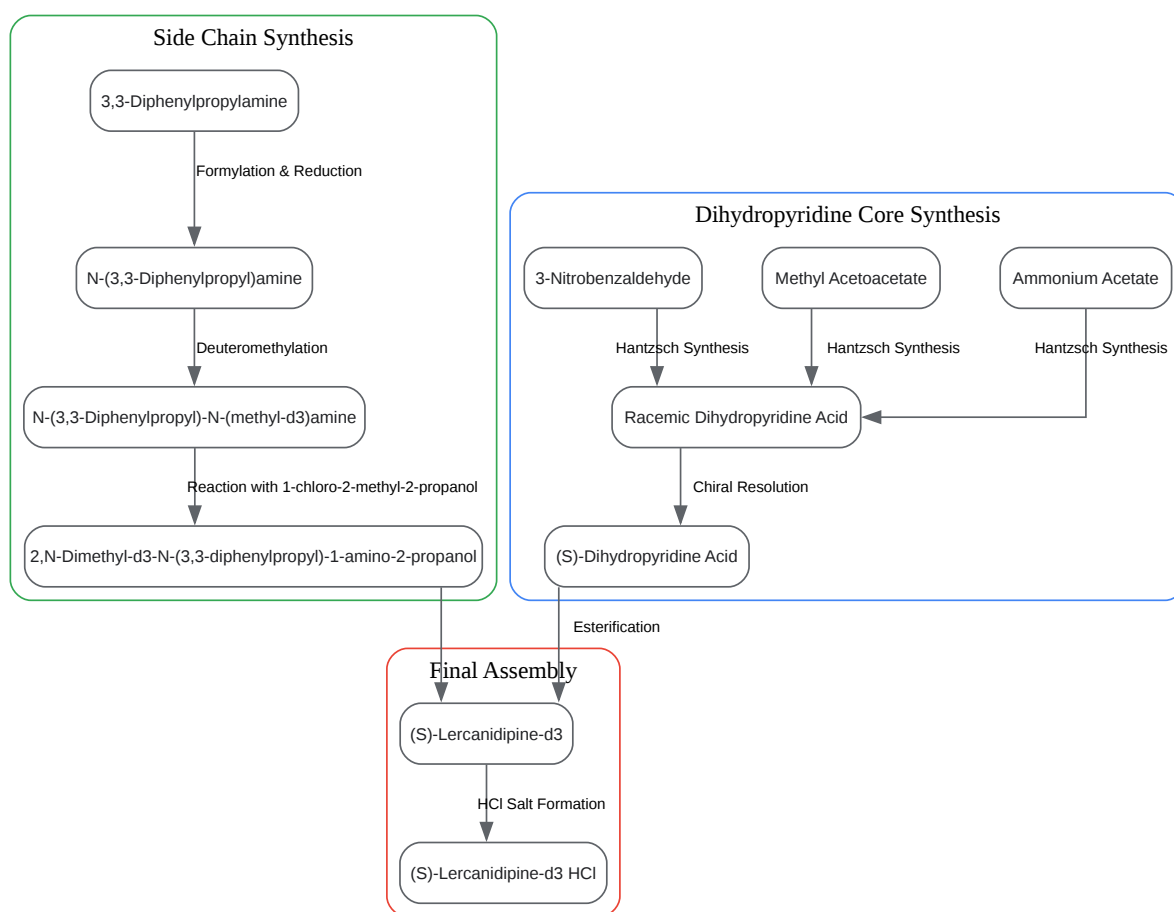 Side Chain Synthesis
3,3-Diphenylpropylamine
Formylation & Reduction
N-(3,3-Diphenylpropyl)amine
Deuteromethylation
N-(3,3-Diphenylpropyl)-N-(methyl-d3)amine
Reaction with 1-chloro-2-methyl-2-propanol
2,N-Dimethyl-d3-N-(3,3-diphenylpropyl)-1-amino-2-propanol
Dihydropyridine Core Synthesis
3-Nitrobenzaldehyde
Methyl Acetoacetate
Ammonium Acetate
Hantzsch Synthesis
Hantzsch Synthesis
Hantzsch Synthesis
Racemic Dihydropyridine Acid
Chiral Resolution
(S)-Dihydropyridine Acid
Esterification
Final Assembly
(S)-Lercanidipine-d3
HCl Salt Formation
(S)-Lercanidipine-d3 HCl